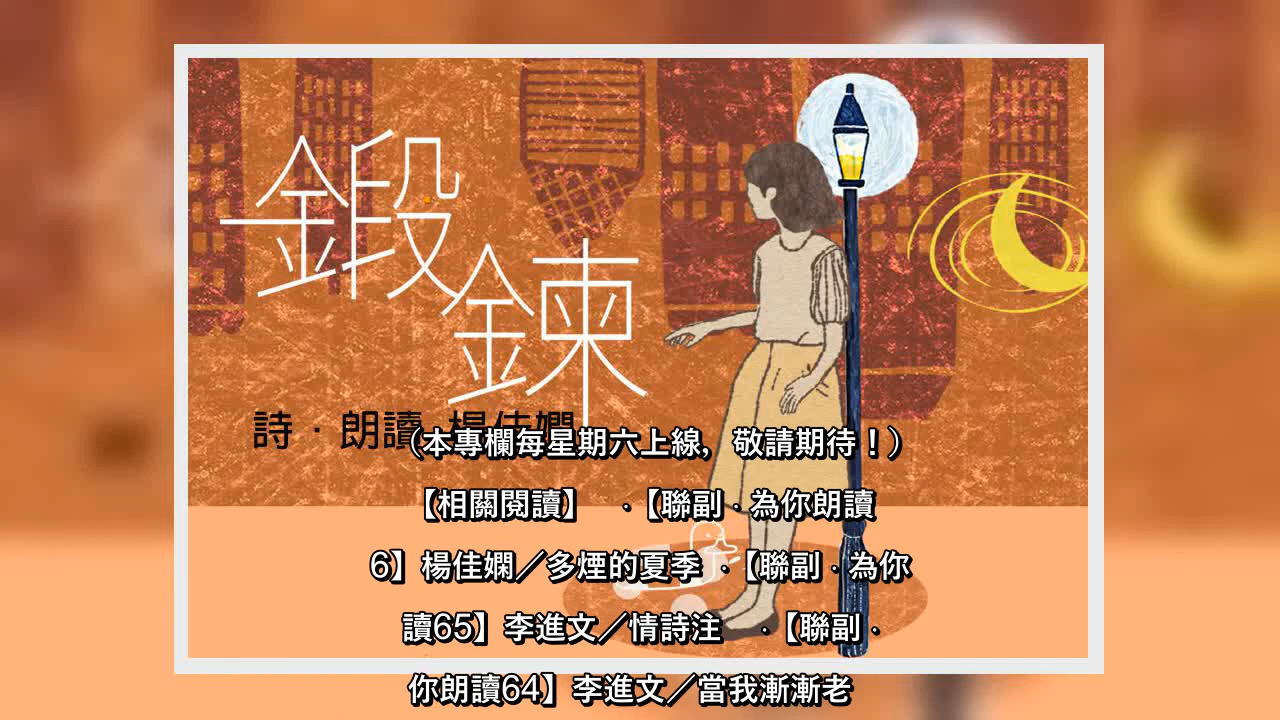 鍛
鍊
詩．朗讀 楊佳嫻
（本專欄每星期六上線，敬請期待！）
【相關閱讀】 ．【聯副．為你朗讀
6】楊佳嫻／多煙的夏季 ．【聯副．為你
讀65】李進文／情詩注 ．【聯副．
你朗讀64】李進文／當我漸漸老